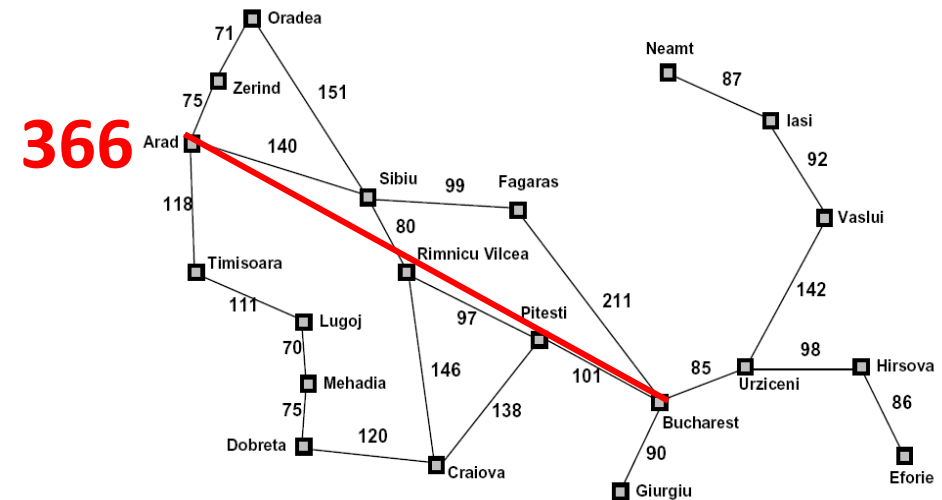 Oradea
71
Neamt
87
Zerind
151
75
Iasi
366
Arad
140
92
Sibiu
99
Fagaras
118
Vaslui
80
Timisoara
Rimnicu Vilcea
142
111
211
Lugoj
97
Pitesti
70
98
Hirsova
146
101
85
Mehadia
Urziceni
75
138
86
Bucharest
Dobreta
120
90
Craiova
Eforie
Giurgiu